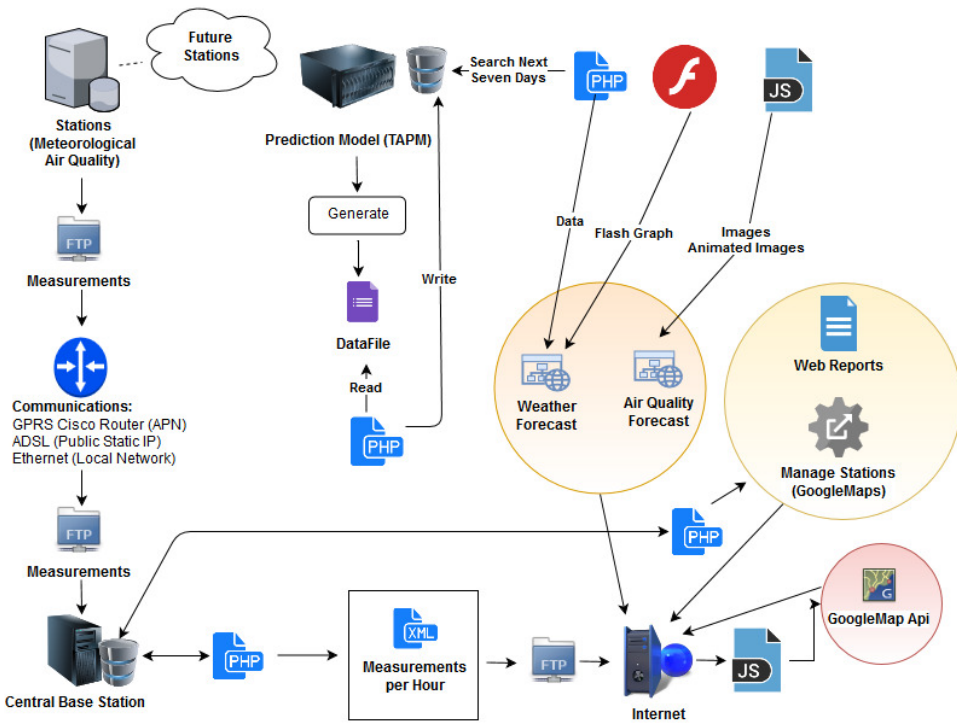 Future
Stations
Stations
(Meteorological
Air Quality)
FTP
Measurements
Communications:
GPRS Cisco Router (APN)
ADSL (Public Static IP)
Ethernet (Local Network)
FTP
Measurements
Central Base Station
Prediction Model (TAPM)
Generate
DataFile
Read
PHP
Write
Search Next
Seven Days
PHP
JS
Data
Flash Graph
Images
Animated Images
Weather
Forecast
Air Quality
Forecast
Web Reports
Manage Stations
(GoogleMaps)
PHP
PHP
XML
Measurements
per Hour
FTP
Internet
JS
G
GoogleMap Api